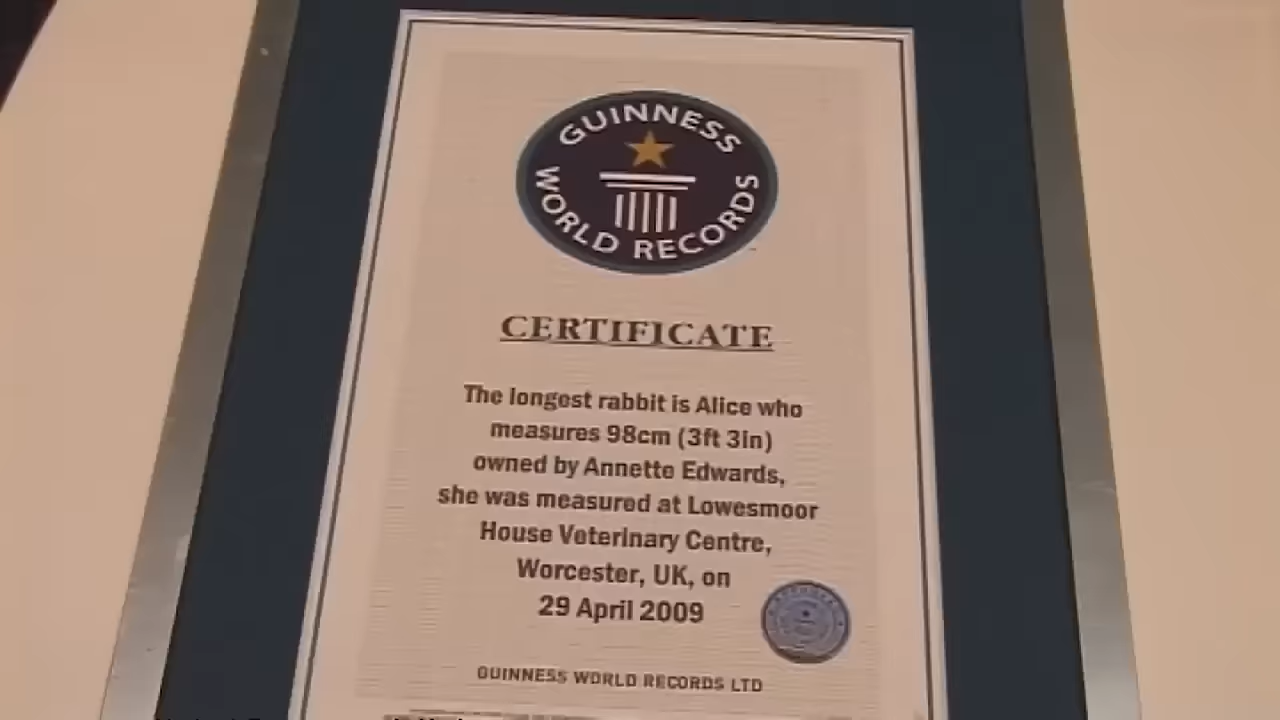 GUINNESS
WORLD RECORDS
CERTIFICATE
The longest rabbit is Alice who
measures 98cm (3ft 3in)
owned by Annette Edwards,
she was measured at Lowesmoor
House Veterinary Centre,
Worcester, UK, on
29 April 2009
GUINNESS WORLD RECORDS LTD